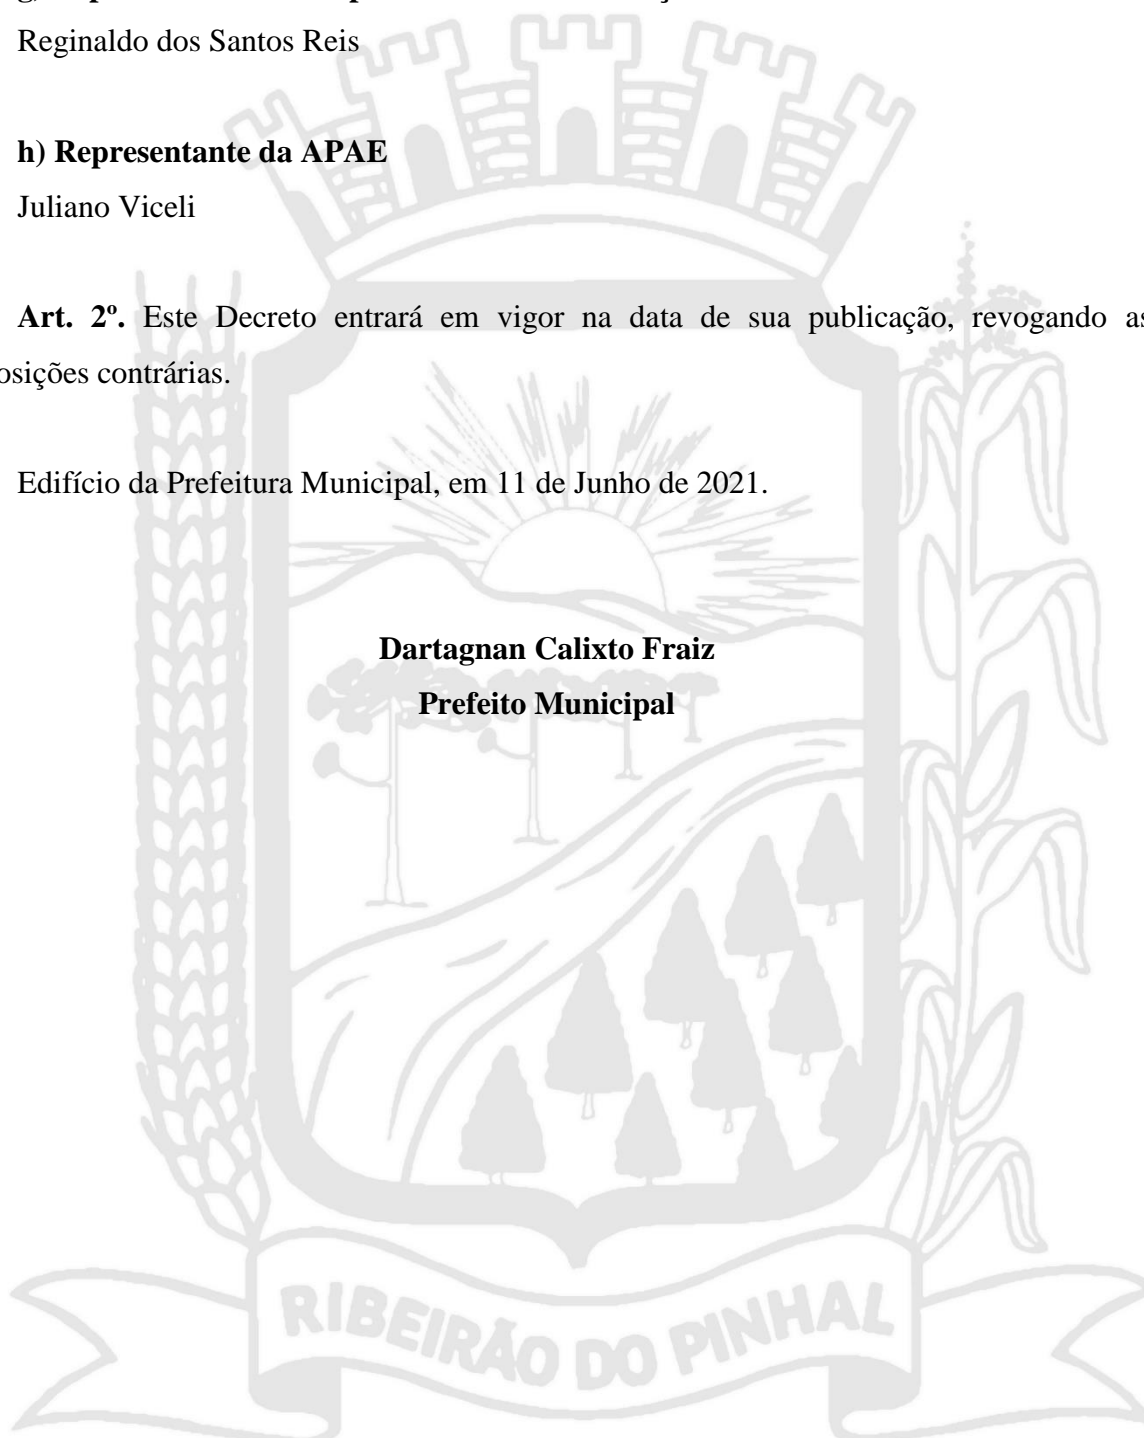 Reginaldo dos Santos Reis
h) Representante da APAE
Juliano Viceli
Art. 2º. Este Decreto entrará em vigor na data de sua publicação, revogando as
osições contrárias.
Edifício da Prefeitura Municipal, em 11 de Junho de 2021.
Dartagnan Calixto Fraiz
Prefeito Municipal
RIBEIRÃO DO PINHAL